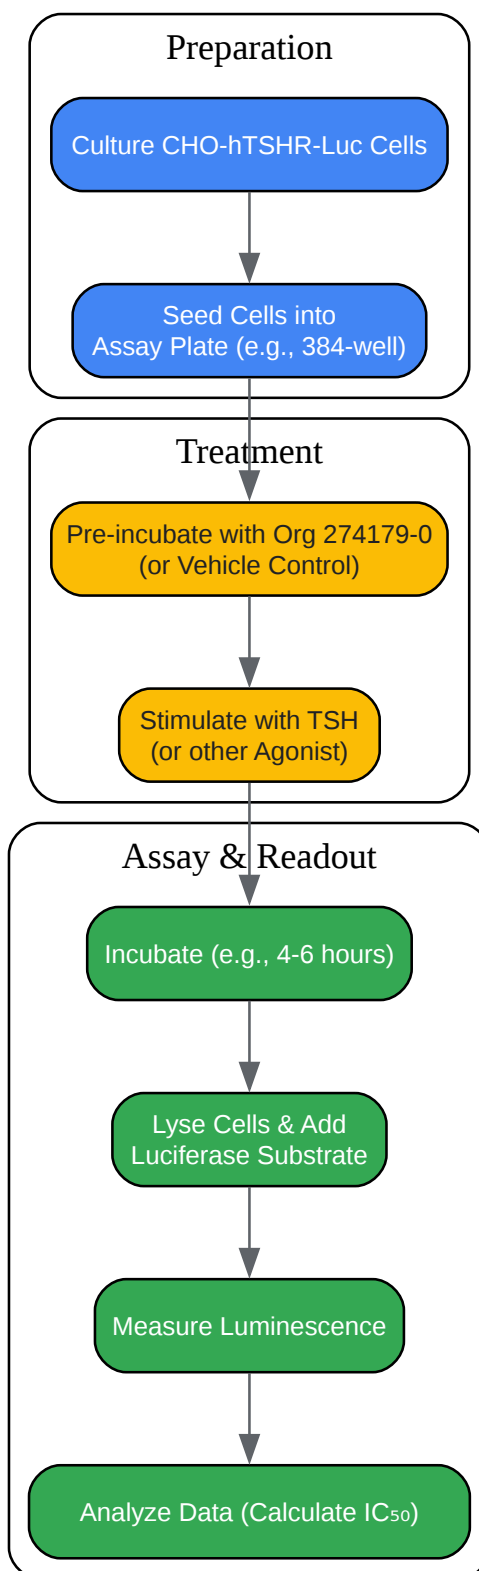 Preparation
Culture CHO-hTSHR-Luc Cells
Seed Cells into
Assay Plate (e.g., 384-well)
Treatment
Pre-incubate with Org 274179-0
(or Vehicle Control)
Stimulate with TSH
(or other Agonist)
Assay & Readout
Incubate (e.g., 4-6 hours)
Lyse Cells & Add
Luciferase Substrate
Measure Luminescence
Analyze Data (Calculate IC₅₀)